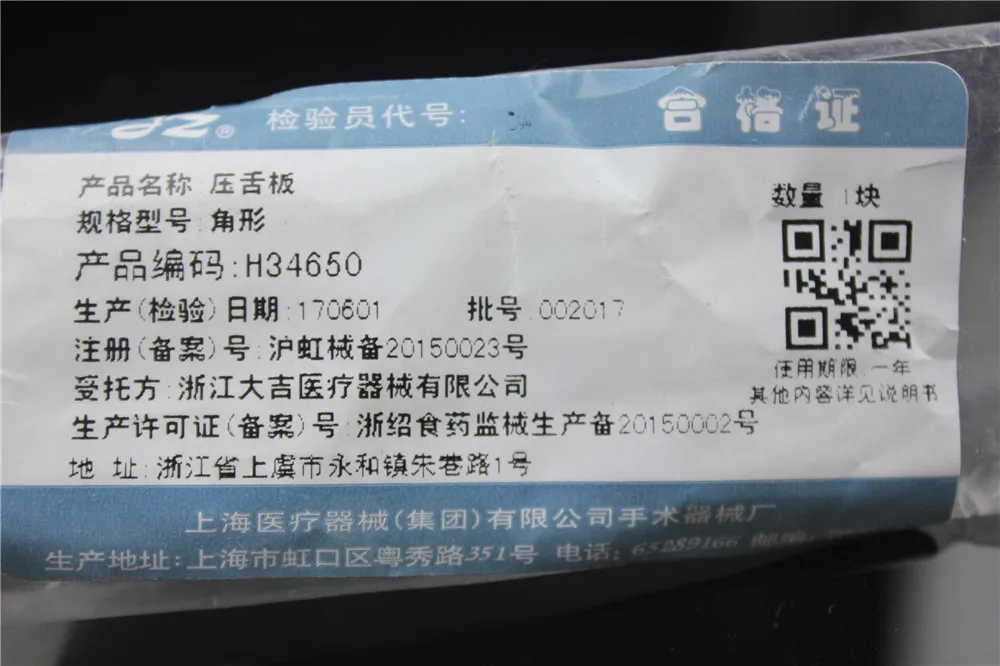 JZ® 检验员代号: 合格证
产品名称:压舌板
规格型号:角形
产品编码:H34650
生产(检验)日期:170601 批号:002017
注册(备案)号:沪虹械备20150023号
受托方:浙江大吉医疗器械有限公司
生产许可证(备案)号:浙绍食药监械生产备20150002号
地 址:浙江省上虞市永和镇朱巷路1号
数量 1块
使用期限:一年
其他内容详见说明书
上海医疗器械(集团)有限公司手术器械厂
生产地址:上海市虹口区粤秀路351号 电话:65289166 邮编: